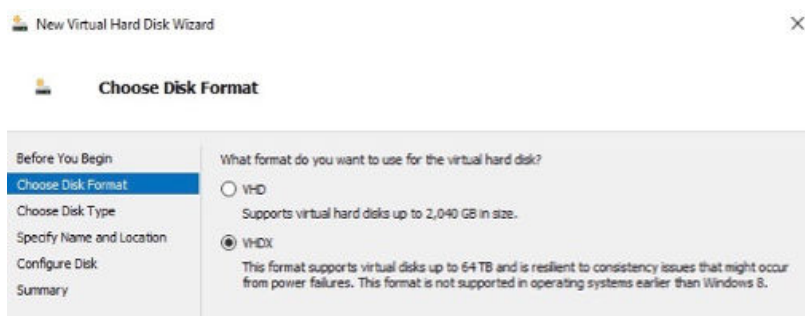 New Virtual Hard Disk Wizard
Choose Disk Format
Before You Begin
Choose Disk Format
Choose Disk Type
Specify Name and Location
Configure Disk
Summary
What format do you want to use for the virtual hard disk?
VHD
Supports virtual hard disks up to 2,040 GB in size.
VHDX
This format supports virtual disks up to 64 TB and is resilient to consistency issues that might occur
from power failures. This format is not supported in operating systems earlier than Windows 8.